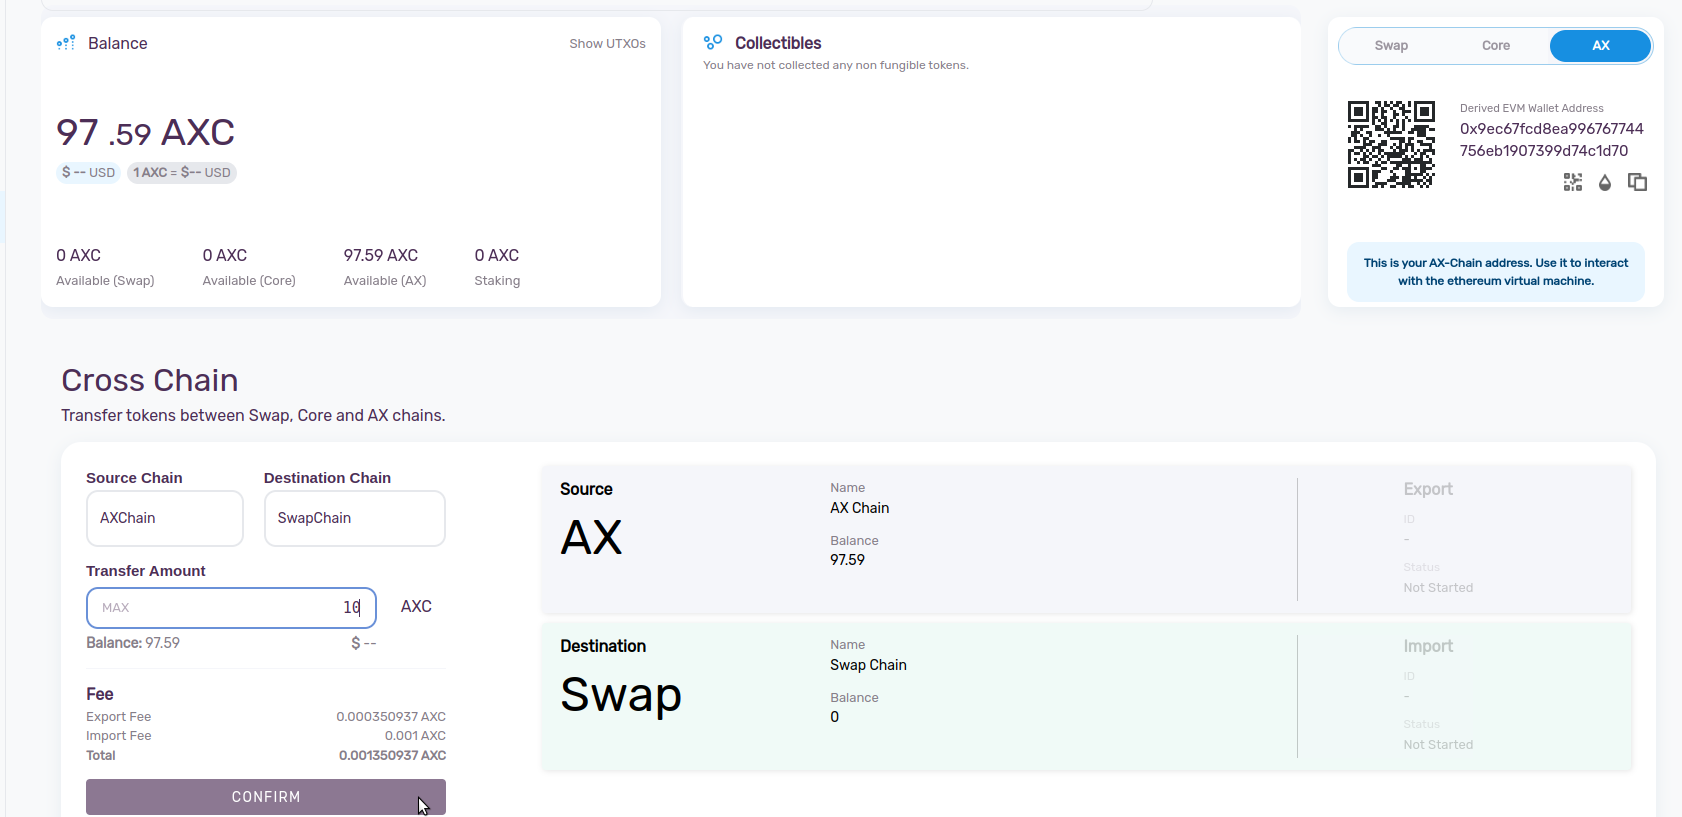 Balance
Show UTXOs
97 .59 AXC
$ -- USD
1 AXC = $-- USD
0 AXC
Available (Swap)
0 AXC
Available (Core)
97.59 AXC
Available (AX)
0 AXC
Staking
Collectibles
You have not collected any non fungible tokens.
Swap
Core
AX
Derived EVM Wallet Address
0x9ec67fcd8ea996767744
756eb1907399d74c1d70
This is your AX-Chain address. Use it to interact
with the ethereum virtual machine.
Cross Chain
Transfer tokens between Swap, Core and AX chains.
Source Chain
AXChain
Destination Chain
SwapChain
Transfer Amount
MAX
10
AXC
Balance: 97.59
$ --
Fee
Export Fee
0.000350937 AXC
Import Fee
0.001 AXC
Total
0.001350937 AXC
CONFIRM
Source
AX
Name
AX Chain
Balance
97.59
Export
ID
-
Status
Not Started
Destination
Swap
Name
Swap Chain
Balance
0
Import
ID
-
Status
Not Started